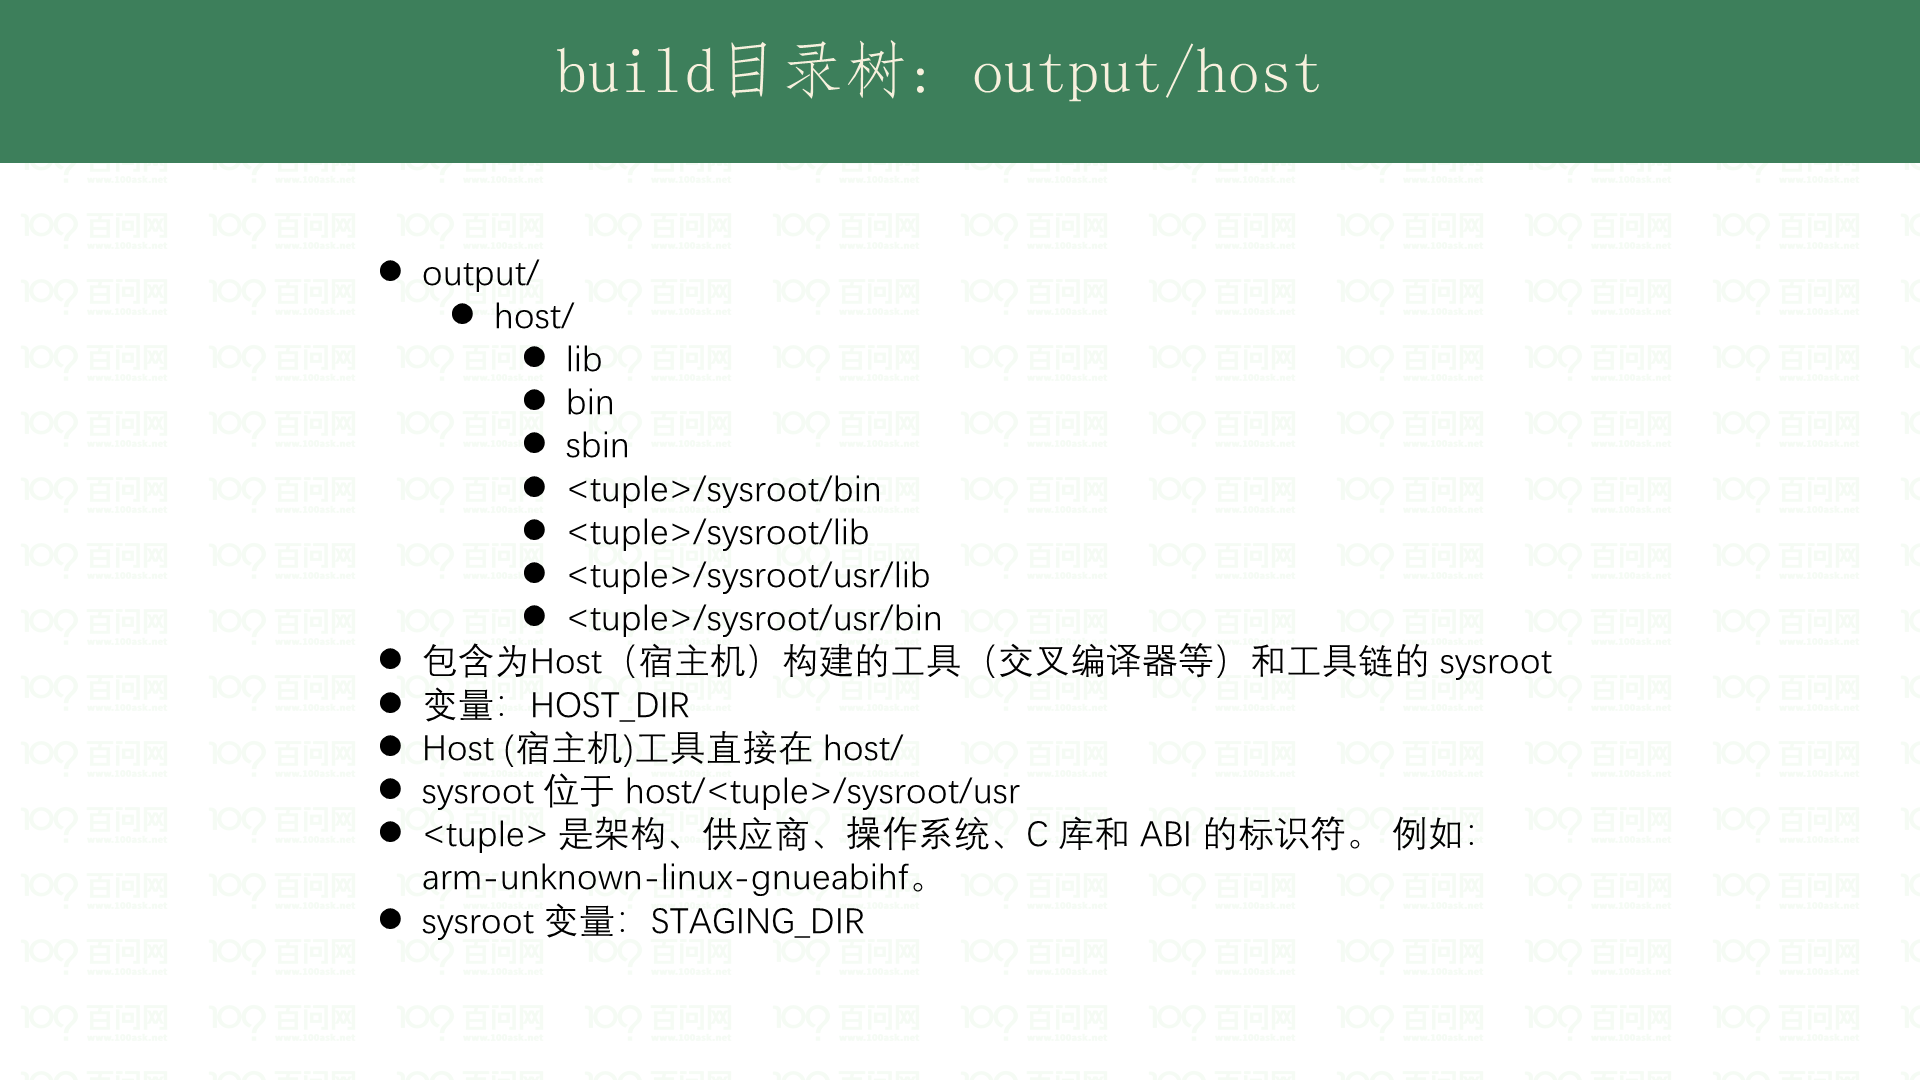 build目录树：output/host
output/
host/
lib
bin
sbin
<tuple>/sysroot/bin
<tuple>/sysroot/lib
<tuple>/sysroot/usr/lib
<tuple>/sysroot/usr/bin
包含为Host（宿主机）构建的工具（交叉编译器等）和工具链的 sysroot
变量：HOST_DIR
Host (宿主机)工具直接在 host/
sysroot 位于 host/<tuple>/sysroot/usr
<tuple> 是架构、供应商、操作系统、C 库和 ABI 的标识符。 例如：
arm-unknown-linux-gnueabihf。
sysroot 变量：STAGING_DIR